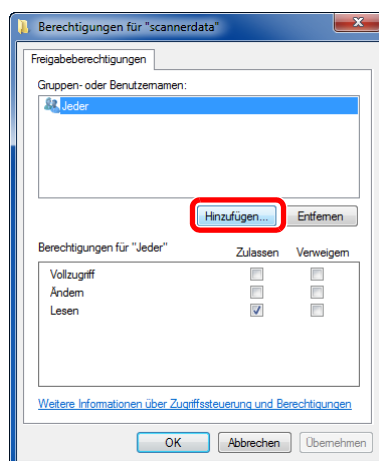 Berechtigungen für "scannerdata"
Freigabeberechtigungen
Gruppen- oder Benutzernamen:
Jeder
Hinzufügen... Entfernen
Berechtigungen für "Jeder" Zulassen Verweigern
Vollzugriff
Ändern
Lesen
Weitere Informationen über Zugriffssteuerung und Berechtigungen
OK Abbrechen Übernehmen